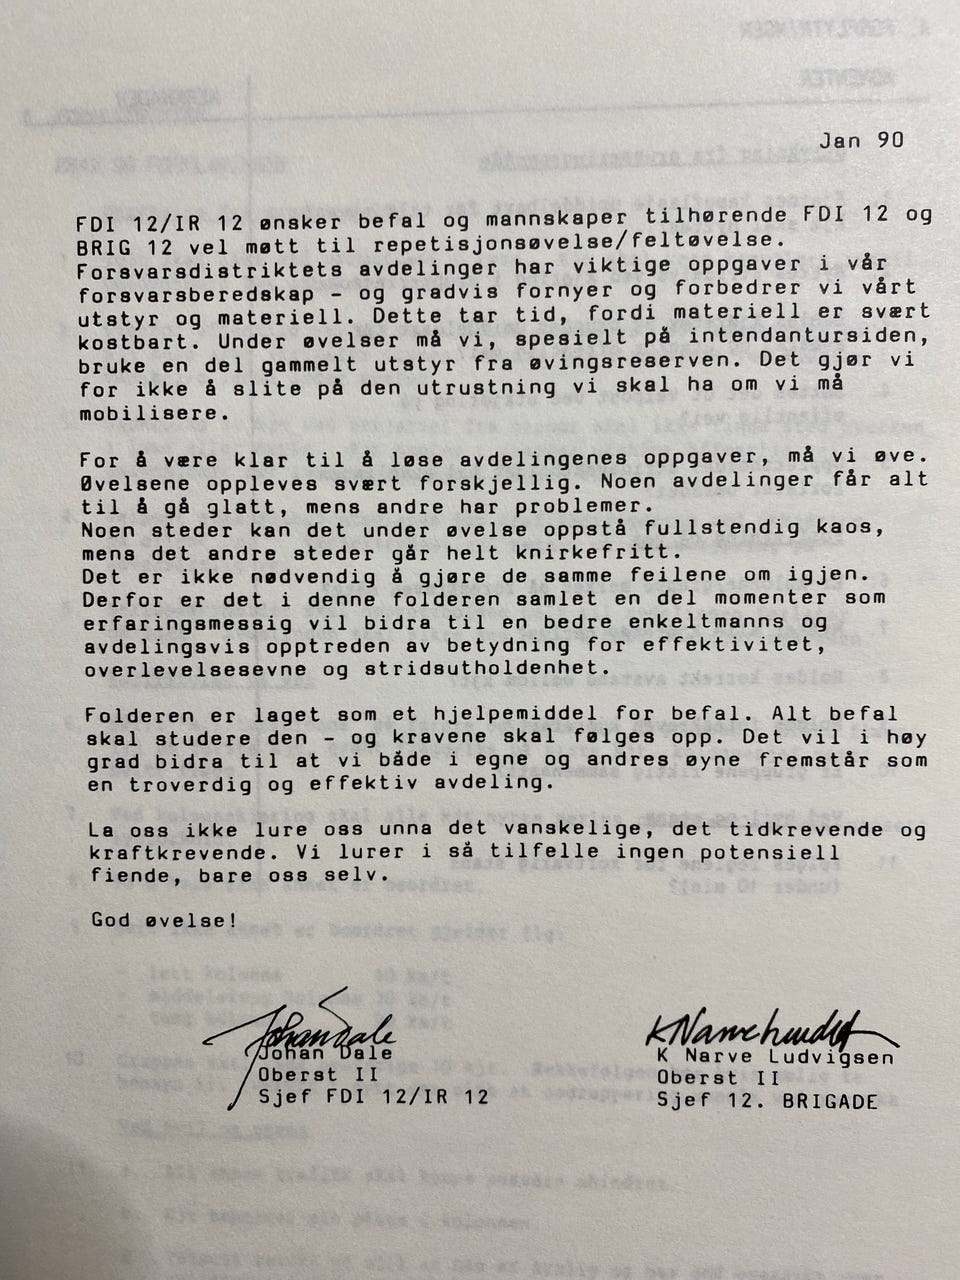 Jan 90
FDI 12/IR 12 ønsker befal og mannskaper tilhørende FDI 12 og
BRIG 12 vel møtt til repetisjonsøvelse/feltøvelse.
Forsvarsdistriktets avdelinger har viktige oppgaver i vår
forsvarsberedskap - og gradvis fornyer og forbedrer vi vårt
utstyr og materiell. Dette tar tid, fordi materiell er svært
kostbart. Under øvelser må vi, spesielt på intendantursiden,
bruke en del gammelt utstyr fra øvingsreserven. Det gjør vi
for ikke å slite på den utrustning vi skal ha om vi må
mobilisere.
For å være klar til å løse avdelingenes oppgaver, må vi øve.
Øvelsene oppleves svært forskjellig. Noen avdelinger får alt
til å gå glatt, mens andre har problemer.
Noen steder kan det under øvelse oppstå fullstendig kaos,
mens det andre steder går helt knirkefritt.
Det er ikke nødvendig å gjøre de samme feilene om igjen.
Derfor er det i denne folderen samlet en del momenter som
erfaringsmessig vil bidra til en bedre enkeltmanns og
avdelingsvis opptreden av betydning for effektivitet,
overlevelsesevne og stridsutholdenhet.
Folderen er laget som et hjelpemiddel for befal. Alt befal
skal studere den - og kravene skal følges opp. Det vil i høy
grad bidra til at vi både i egne og andres øyne fremstår som
en troverdig og effektiv avdeling.
La oss ikke lure oss unna det vanskelige, det tidkrevende og
kraftkrevende. Vi lurer i så tilfelle ingen potensiell
fiende, bare oss selv.
God øvelse!
Johan Dale
Johan Dale
Oberst II
Sjef FDI 12/IR 12
K Narve Ludvigsen
Oberst II
Sjef 12. BRIGADE